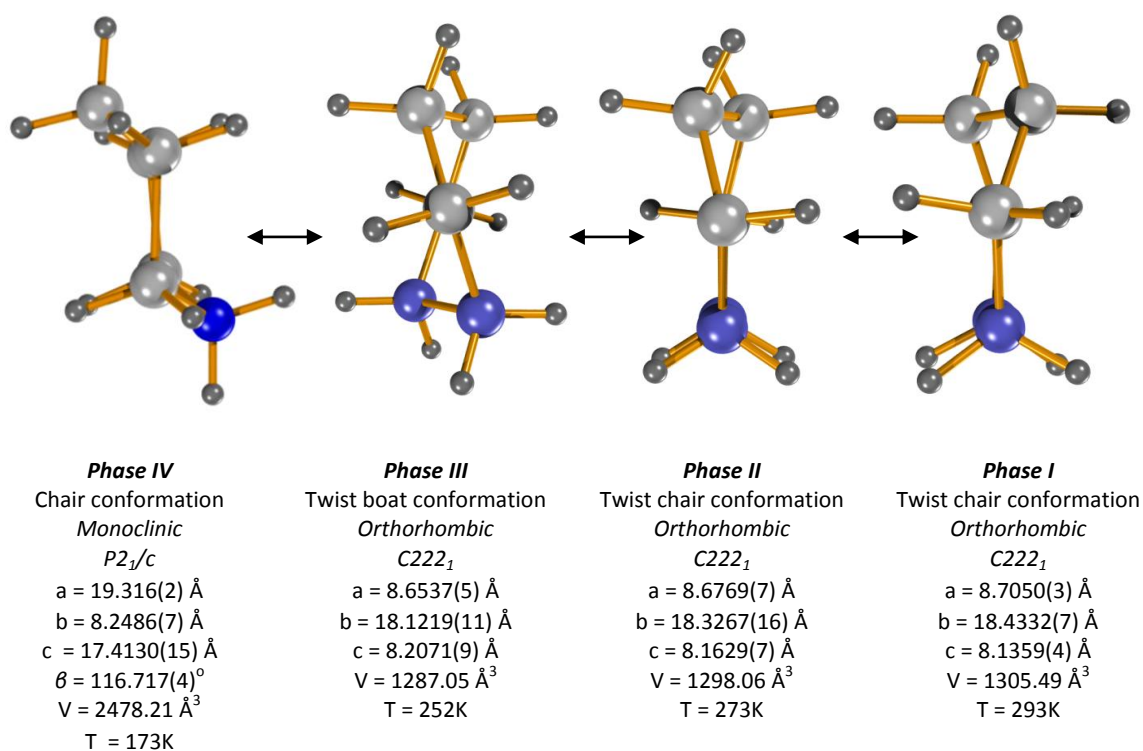 Phase IV
Chair conformation
Monoclinic
P2₁/c
a = 19.316(2) Å
b = 8.2486(7) Å
c = 17.4130(15) Å
β = 116.717(4)°
V = 2478.21 Å³
T = 173K
Phase III
Twist boat conformation
Orthorhombic
C222₁
a = 8.6537(5) Å
b = 18.1219(11) Å
c = 8.2071(9) Å
V = 1287.05 Å³
T = 252K
Phase II
Twist chair conformation
Orthorhombic
C222₁
a = 8.6769(7) Å
b = 18.3267(16) Å
c = 8.1629(7) Å
V = 1298.06 Å³
T = 273K
Phase I
Twist chair conformation
Orthorhombic
C222₁
a = 8.7050(3) Å
b = 18.4332(7) Å
c = 8.1359(4) Å
V = 1305.49 Å³
T = 293K